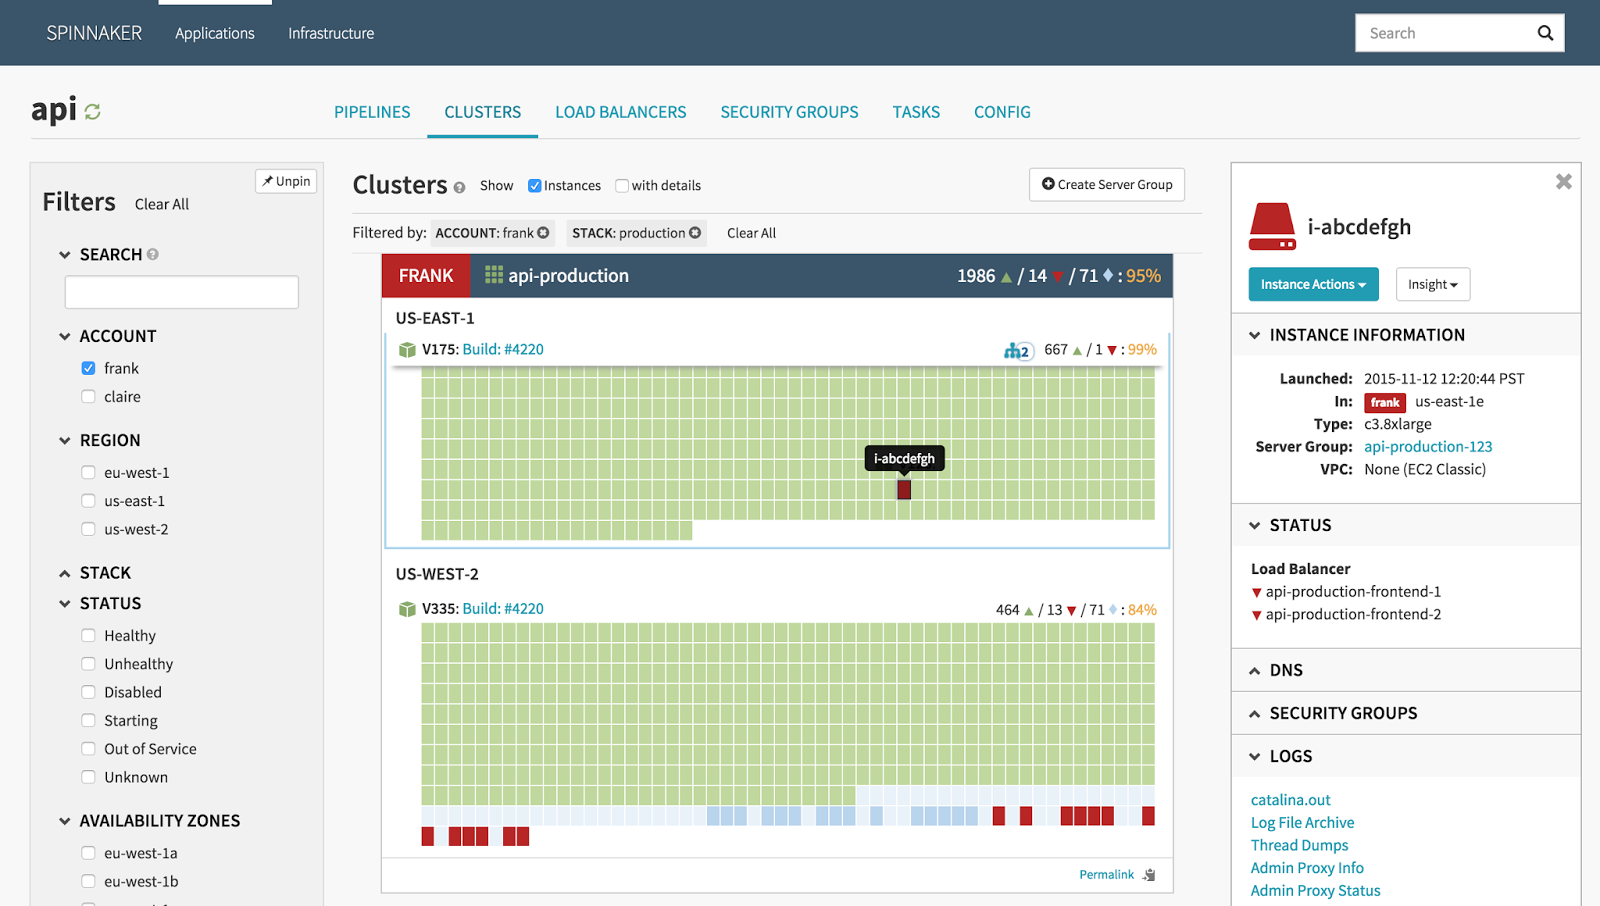 SPINNAKER Applications Infrastructure Search
api PIPELINES CLUSTERS LOAD BALANCERS SECURITY GROUPS TASKS CONFIG
Unpin
Filters Clear All
SEARCH
ACCOUNT
frank
claire
REGION
eu-west-1
us-east-1
us-west-2
STACK
STATUS
Healthy
Unhealthy
Disabled
Starting
Out of Service
Unknown
AVAILABILITY ZONES
eu-west-1a
eu-west-1b
Clusters Show Instances with details Create Server Group
Filtered by: ACCOUNT: frank STACK: production Clear All
FRANK api-production 1986 / 14 / 71 : 95%
US-EAST-1
V175: Build: #4220 2 667 / 1 : 99%
i-abcdefgh
US-WEST-2
V335: Build: #4220 464 / 13 / 71 : 84%
Permalink
i-abcdefgh
Instance Actions Insight
INSTANCE INFORMATION
Launched: 2015-11-12 12:20:44 PST
In: frank us-east-1e
Type: c3.8xlarge
Server Group: api-production-123
VPC: None (EC2 Classic)
STATUS
Load Balancer
api-production-frontend-1
api-production-frontend-2
DNS
SECURITY GROUPS
LOGS
catalina.out
Log File Archive
Thread Dumps
Admin Proxy Info
Admin Proxy Status